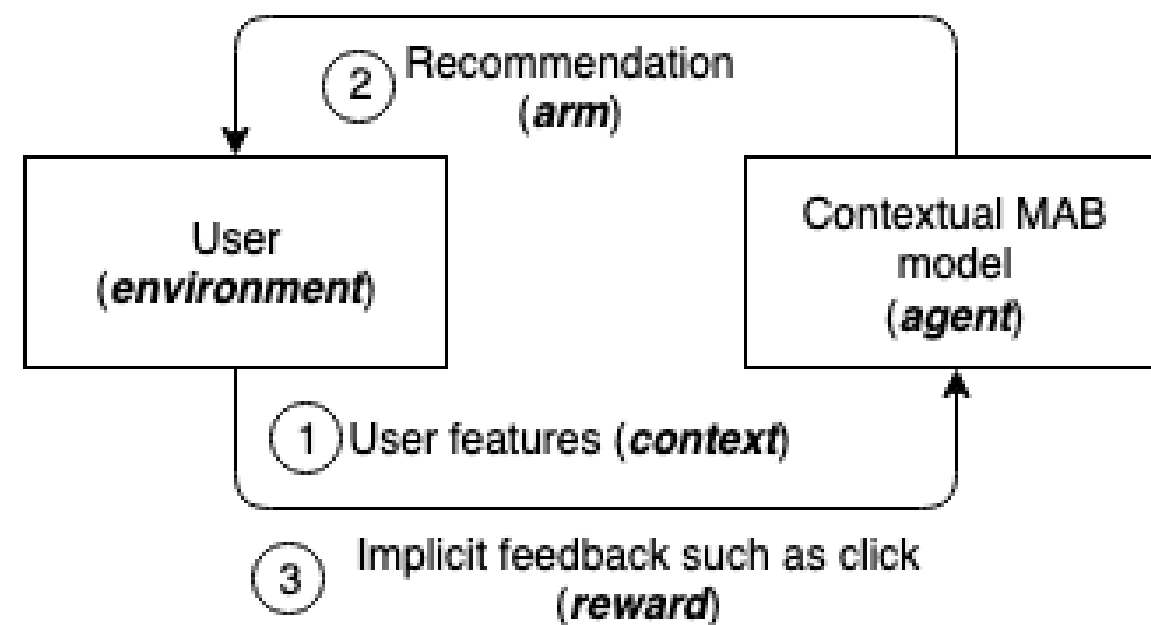 2 Recommendation
(arm)
User
(environment)
Contextual MAB
model
(agent)
1 User features (context)
3 Implicit feedback such as click
(reward)